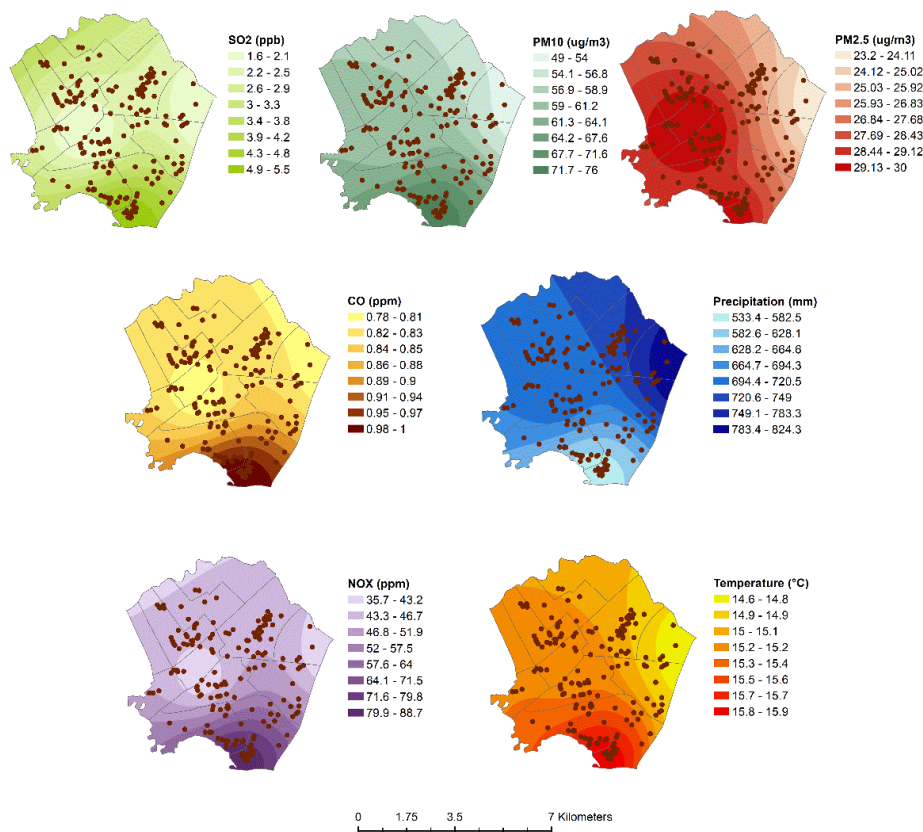 SO2 (ppb)
1.6 - 2.1
2.2 - 2.5
2.6 - 2.9
3 - 3.3
3.4 - 3.8
3.9 - 4.2
4.3 - 4.8
4.9 - 5.5
PM10 (ug/m3)
49 - 54
54.1 - 56.8
56.9 - 58.9
59 - 61.2
61.3 - 64.1
64.2 - 67.6
67.7 - 71.6
71.7 - 76
PM2.5 (ug/m3)
23.2 - 24.11
24.12 - 25.02
25.03 - 25.92
25.93 - 26.83
26.84 - 27.68
27.69 - 28.43
28.44 - 29.12
29.13 - 30
CO (ppm)
0.78 - 0.81
0.82 - 0.83
0.84 - 0.85
0.86 - 0.88
0.89 - 0.9
0.91 - 0.94
0.95 - 0.97
0.98 - 1
Precipitation (mm)
533.4 - 582.5
582.6 - 628.1
628.2 - 664.6
664.7 - 694.3
694.4 - 720.5
720.6 - 749
749.1 - 783.3
783.4 - 824.3
NOX (ppm)
35.7 - 43.2
43.3 - 46.7
46.8 - 51.9
52 - 57.5
57.6 - 64
64.1 - 71.5
71.6 - 79.8
79.9 - 88.7
Temperature (°C)
14.6 - 14.8
14.9 - 14.9
15 - 15.1
15.2 - 15.2
15.3 - 15.4
15.5 - 15.6
15.7 - 15.7
15.8 - 15.9
0 1.75 3.5 7 Kilometers